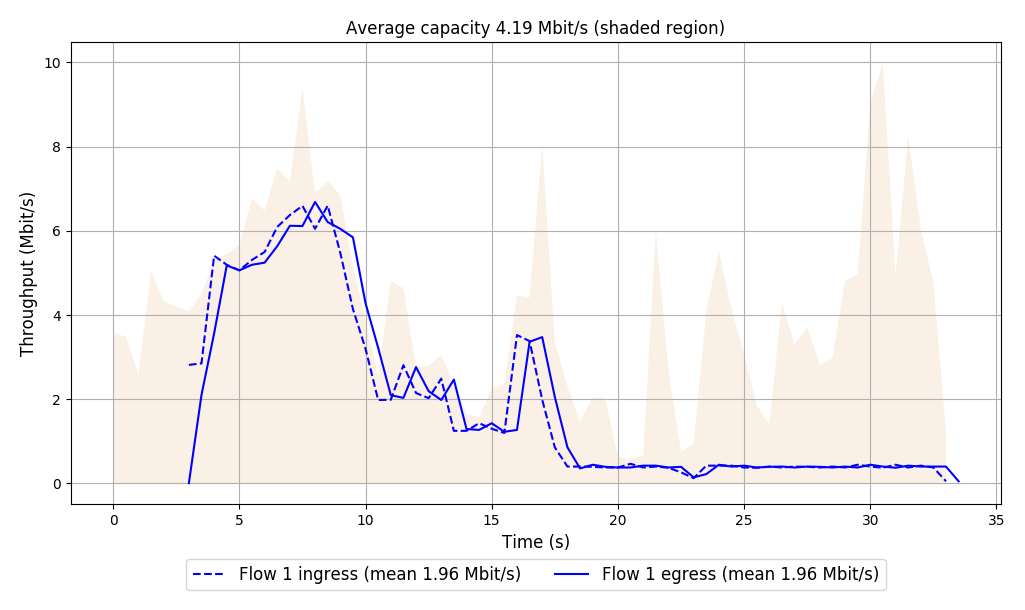 Average capacity 4.19 Mbit/s (shaded region)
10
8
6
4
2
0
Throughput (Mbit/s)
0 5 10 15 20 25 30 35
Time (s)
Flow 1 ingress (mean 1.96 Mbit/s) Flow 1 egress (mean 1.96 Mbit/s)